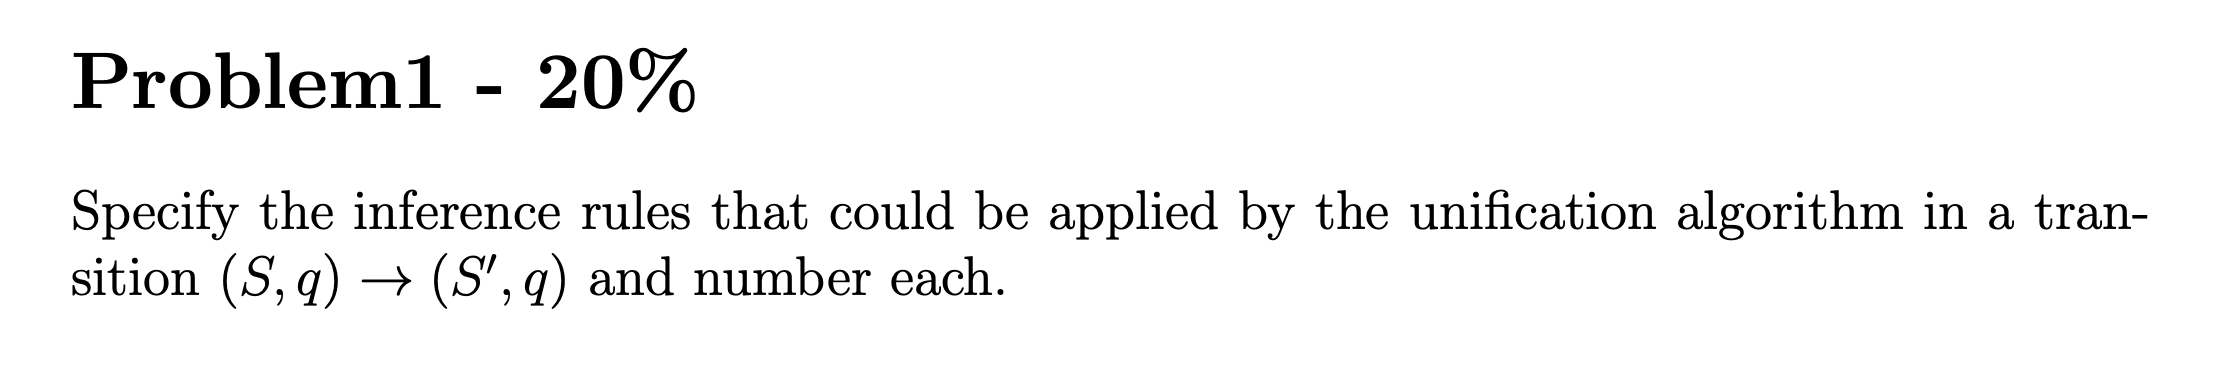 Problem1 - 20%
Specify the inference rules that could be applied by the unification algorithm in a tran-
sition (S, q) → (S′, q) and number each.